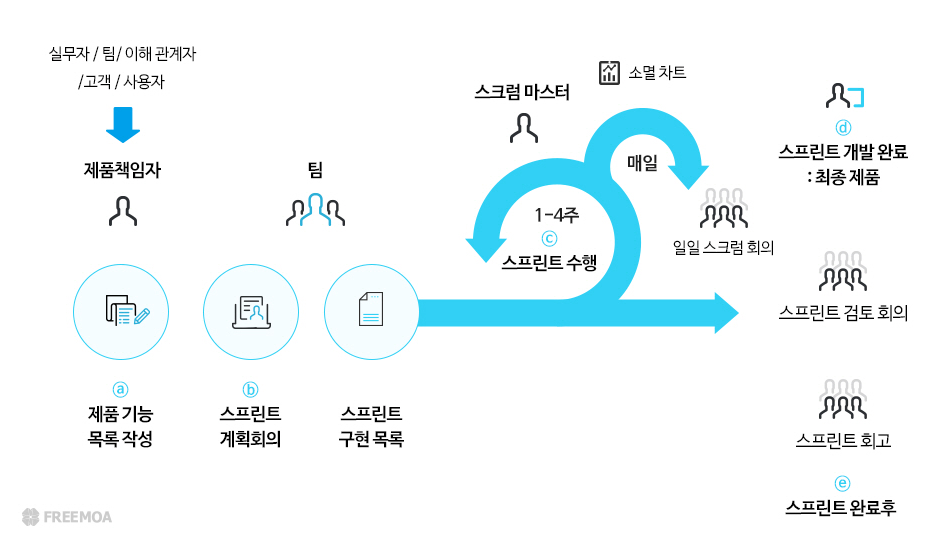 실무자 / 팀/ 이해 관계자
/고객 / 사용자
제품책임자
팀
스크럼 마스터
소멸 차트
매일
1-4주
ⓒ
스프린트 수행
일일 스크럼 회의
ⓓ
스프린트 개발 완료
: 최종 제품
스프린트 검토 회의
ⓐ
제품 기능
목록 작성
ⓑ
스프린트
계획회의
스프린트
구현 목록
스프린트 회고
ⓔ
스프린트 완료후
FREEMOA